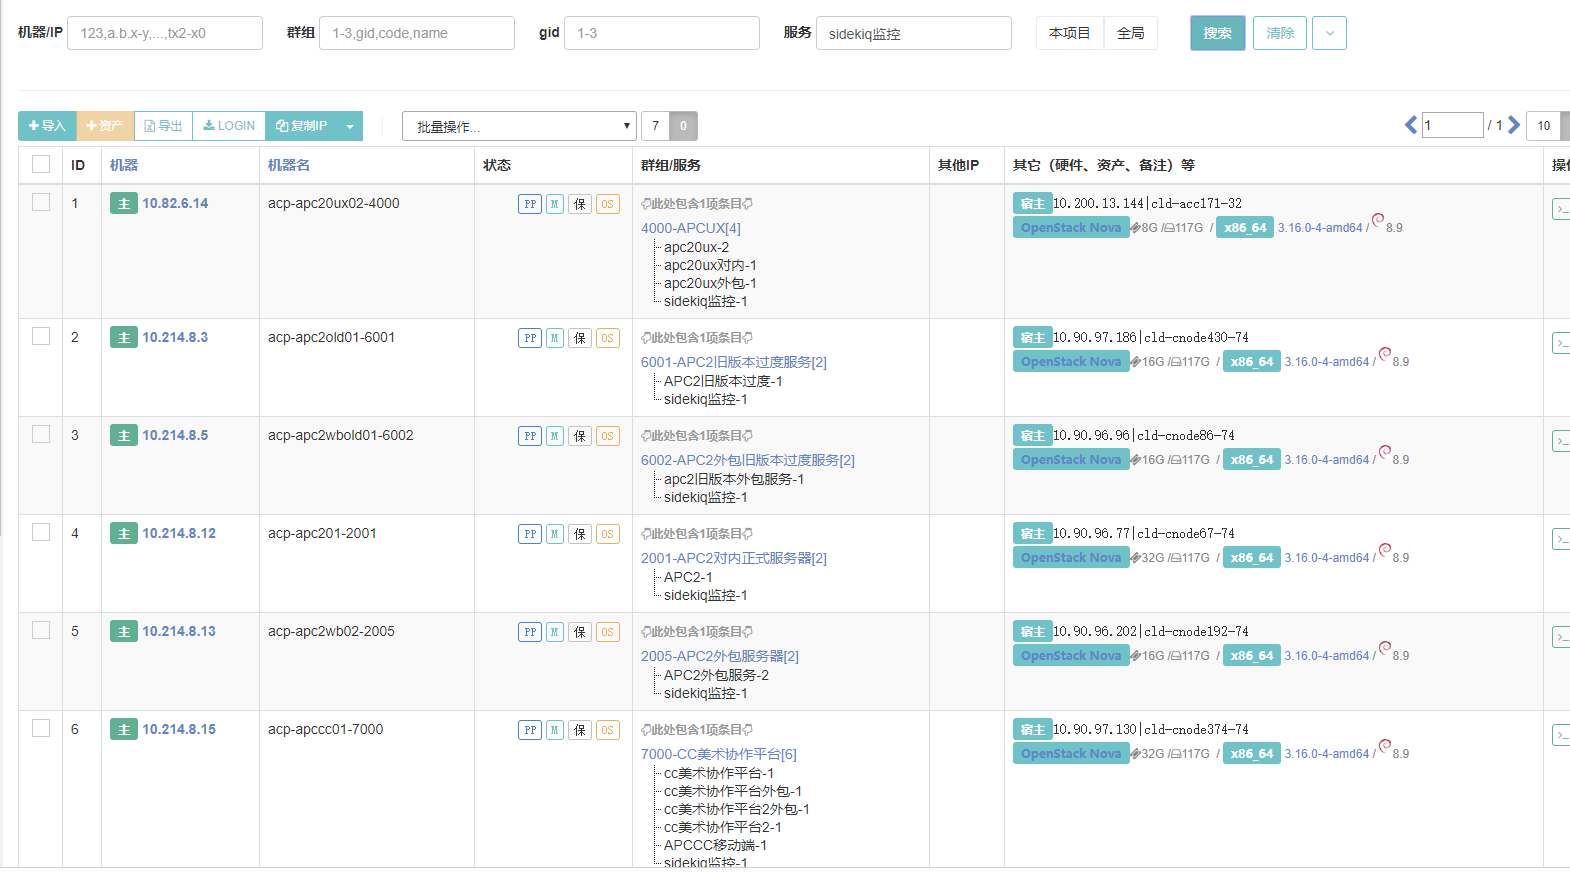 机器/IP 123,a.b.x-y,...,tx2-x0 群组 1-3,gid,code,name gid 1-3 服务 sidekiq监控 本项目 全局 搜索 清除
导入 资产 导出 LOGIN 复制IP 批量操作... 7 0 1 / 1 10
ID 机器 机器名 状态 群组/服务 其他IP 其它（硬件、资产、备注）等
1 主 10.82.6.14 acp-apc20ux02-4000 PP M 保 OS 此处包含1项条目 宿主 10.200.13.144|cld-acc171-32
4000-APCUX[4] OpenStack Nova 8G /117G / x86_64 3.16.0-4-amd64 / 8.9
apc20ux-2
apc20ux对内-1
apc20ux外包-1
sidekiq监控-1
2 主 10.214.8.3 acp-apc2old01-6001 PP M 保 OS 此处包含1项条目 宿主 10.90.97.186|cld-cnode430-74
6001-APC2旧版本过度服务[2] OpenStack Nova 16G /117G / x86_64 3.16.0-4-amd64 / 8.9
APC2旧版本过度-1
sidekiq监控-1
3 主 10.214.8.5 acp-apc2wbold01-6002 PP M 保 OS 此处包含1项条目 宿主 10.90.96.96|cld-cnode86-74
6002-APC2外包旧版本过度服务[2] OpenStack Nova 16G /117G / x86_64 3.16.0-4-amd64 / 8.9
apc2旧版本外包服务-1
sidekiq监控-1
4 主 10.214.8.12 acp-apc201-2001 PP M 保 OS 此处包含1项条目 宿主 10.90.96.77|cld-cnode67-74
2001-APC2对内正式服务器[2] OpenStack Nova 32G /117G / x86_64 3.16.0-4-amd64 / 8.9
APC2-1
sidekiq监控-1
5 主 10.214.8.13 acp-apc2wb02-2005 PP M 保 OS 此处包含1项条目 宿主 10.90.96.202|cld-cnode192-74
2005-APC2外包服务器[2] OpenStack Nova 16G /117G / x86_64 3.16.0-4-amd64 / 8.9
APC2外包服务-2
sidekiq监控-1
6 主 10.214.8.15 acp-apccc01-7000 PP M 保 OS 此处包含1项条目 宿主 10.90.97.130|cld-cnode374-74
7000-CC美术协作平台[6] OpenStack Nova 32G /117G / x86_64 3.16.0-4-amd64 / 8.9
cc美术协作平台-1
cc美术协作平台外包-1
cc美术协作平台2外包-1
cc美术协作平台2-1
APCCC移动端-1
sidekiq监控-1